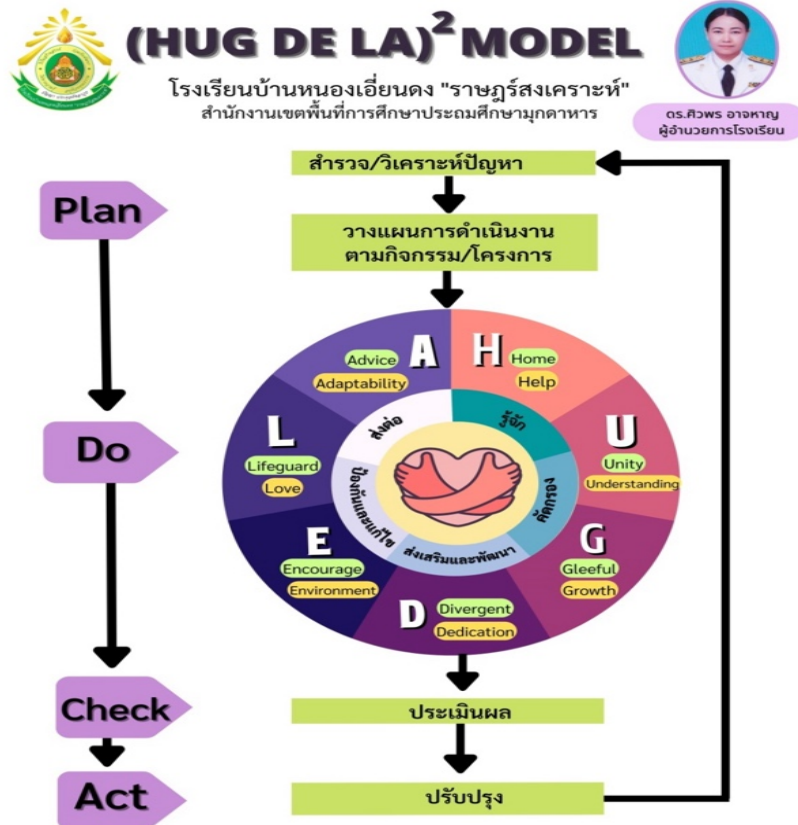 (HUG DE LA)² MODEL
โรงเรียนบ้านหนองเอี่ยนดง "ราษฎร์สงเคราะห์"
สำนักงานเขตพื้นที่การศึกษาประถมศึกษามุกดาหาร
ดร.ศิวพร อาจหาญ
ผู้อำนวยการโรงเรียน
Plan
สำรวจ/วิเคราะห์ปัญหา
วางแผนการดำเนินงาน
ตามกิจกรรม/โครงการ
Do
H
Home
Help
U
Unity
Understanding
G
Gleeful
Growth
D
Divergent
Dedication
E
Encourage
Environment
L
Lifeguard
Love
A
Advice
Adaptability
รู้จัก
คัดกรอง
ส่งเสริมและพัฒนา
ป้องกันและแก้ไข
ส่งต่อ
Check
ประเมินผล
Act
ปรับปรุง